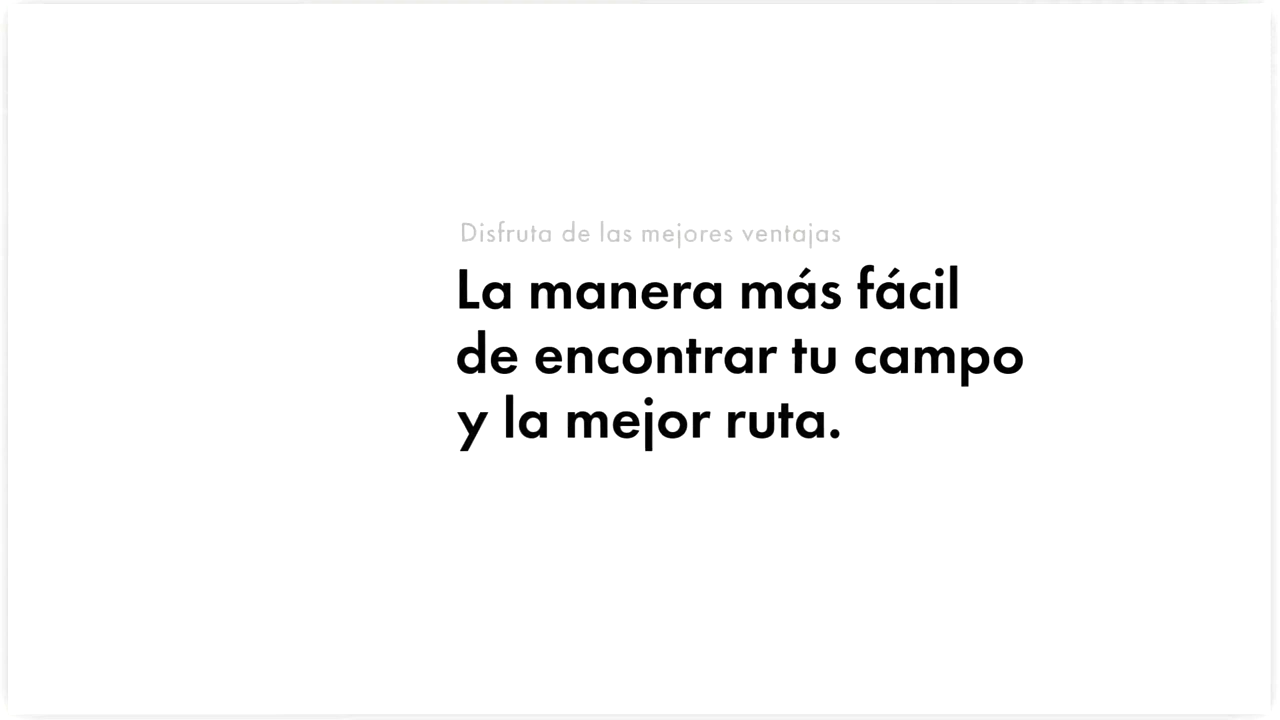 Disfruta de las mejores ventajas
La manera más fácil
de encontrar tu campo
y la mejor ruta.